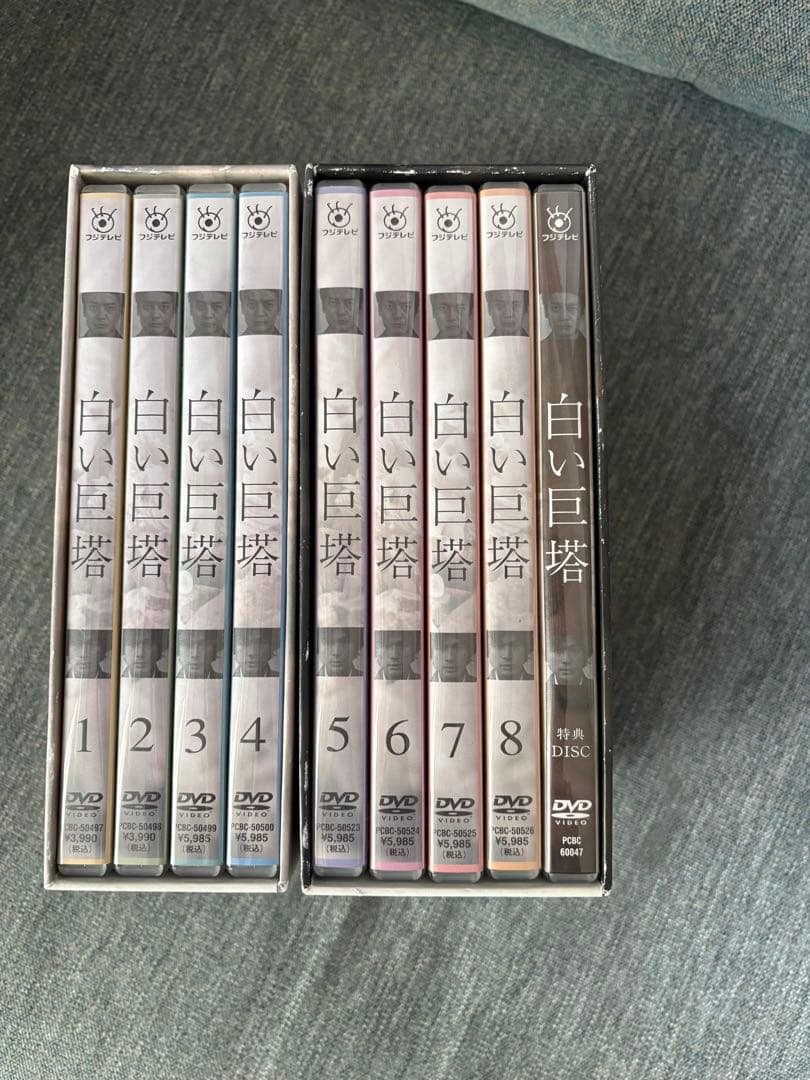 フジテレビ
白い巨塔
1
DVD
VIDEO
PCBC-50497
¥3,990
(税込)
フジテレビ
白い巨塔
2
DVD
VIDEO
PCBC-50498
¥3,990
(税込)
フジテレビ
白い巨塔
3
DVD
VIDEO
PCBC-50499
¥5,985
(税込)
フジテレビ
白い巨塔
4
DVD
VIDEO
PCBC-50500
¥5,985
(税込)
フジテレビ
白い巨塔
5
DVD
VIDEO
PCBC-50523
¥5,985
(税込)
フジテレビ
白い巨塔
6
DVD
VIDEO
PCBC-50524
¥5,985
(税込)
フジテレビ
白い巨塔
7
DVD
VIDEO
PCBC-50525
¥5,985
(税込)
フジテレビ
白い巨塔
8
DVD
VIDEO
PCBC-50526
¥5,985
(税込)
フジテレビ
白い巨塔
特典
DISC
DVD
VIDEO
PCBC
60047